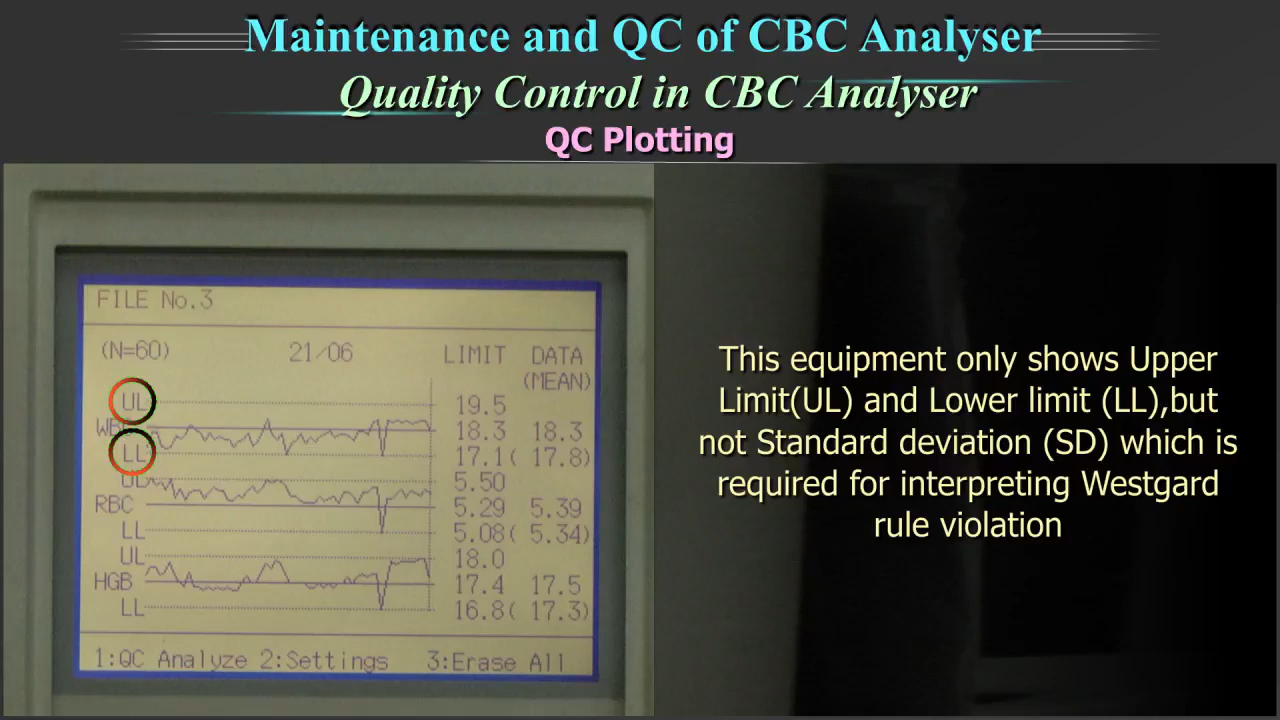 Maintenance and QC of CBC Analyser
Quality Control in CBC Analyser
QC Plotting
FILE No.3
(N=60) 21/06 LIMIT DATA
(MEAN)
UL 19.5
WBC 18.3 18.3
LL 17.1( 17.8)
UL 5.50
RBC 5.29 5.39
LL 5.08( 5.34)
UL 18.0
HGB 17.4 17.5
LL 16.8( 17.3)
1:QC Analyze 2:Settings 3:Erase All
This equipment only shows Upper
Limit(UL) and Lower limit (LL),but
not Standard deviation (SD) which is
required for interpreting Westgard
rule violation